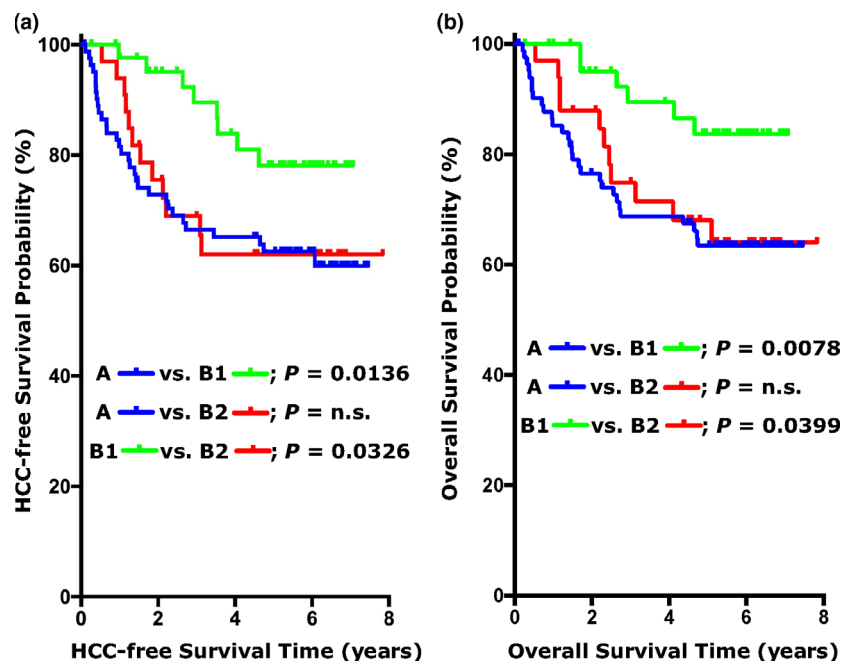 (a)
HCC-free Survival Probability (%)
100
80
60
40
20
0
A vs. B1 ; P = 0.0136
A vs. B2 ; P = n.s.
B1 vs. B2 ; P = 0.0326
0 2 4 6 8
HCC-free Survival Time (years)
(b)
Overall Survival Probability (%)
100
80
60
40
20
0
A vs. B1 ; P = 0.0078
A vs. B2 ; P = n.s.
B1 vs. B2 ; P = 0.0399
0 2 4 6 8
Overall Survival Time (years)